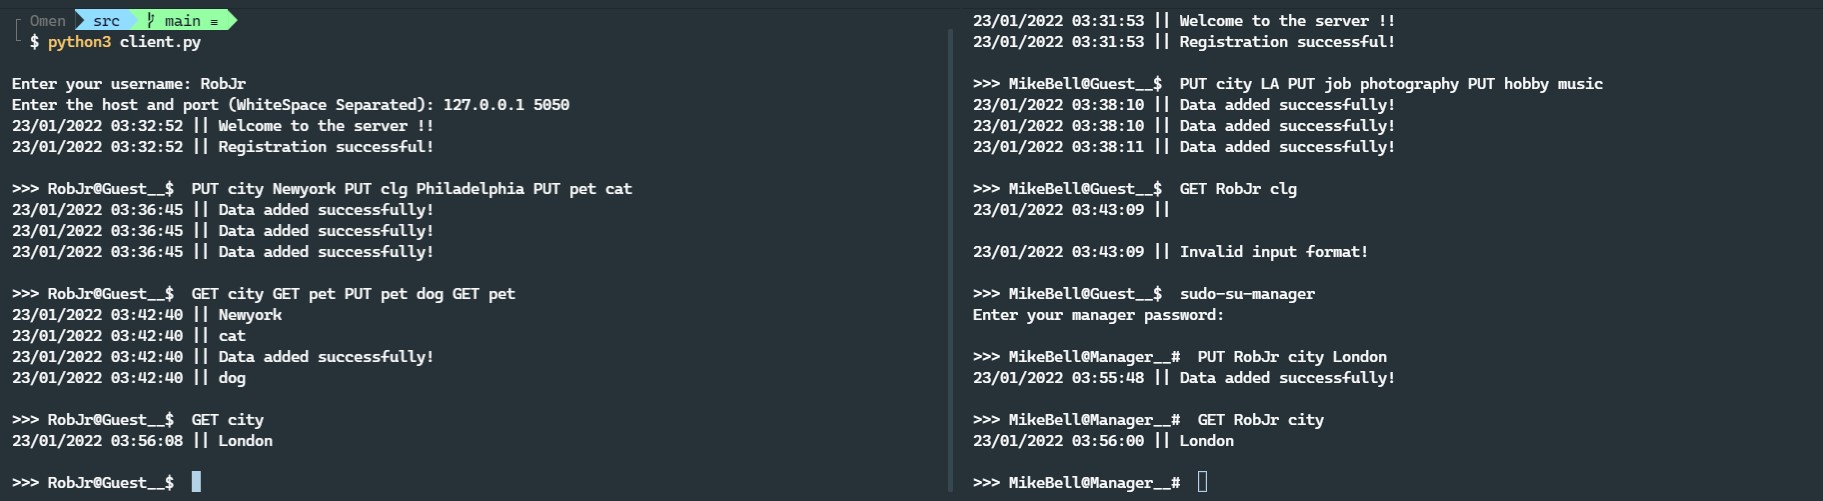 Omen src main ≡
$ python3 client.py
Enter your username: RobJr
Enter the host and port (WhiteSpace Separated): 127.0.0.1 5050
23/01/2022 03:32:52 || Welcome to the server !!
23/01/2022 03:32:52 || Registration successful!
>>> RobJr@Guest__$  PUT city Newyork PUT clg Philadelphia PUT pet cat
23/01/2022 03:36:45 || Data added successfully!
23/01/2022 03:36:45 || Data added successfully!
23/01/2022 03:36:45 || Data added successfully!
>>> RobJr@Guest__$  GET city GET pet PUT pet dog GET pet
23/01/2022 03:42:40 || Newyork
23/01/2022 03:42:40 || cat
23/01/2022 03:42:40 || Data added successfully!
23/01/2022 03:42:40 || dog
>>> RobJr@Guest__$  GET city
23/01/2022 03:56:08 || London
>>> RobJr@Guest__$
23/01/2022 03:31:53 || Welcome to the server !!
23/01/2022 03:31:53 || Registration successful!
>>> MikeBell@Guest__$  PUT city LA PUT job photography PUT hobby music
23/01/2022 03:38:10 || Data added successfully!
23/01/2022 03:38:10 || Data added successfully!
23/01/2022 03:38:11 || Data added successfully!
>>> MikeBell@Guest__$  GET RobJr clg
23/01/2022 03:43:09 ||
23/01/2022 03:43:09 || Invalid input format!
>>> MikeBell@Guest__$  sudo-su-manager
Enter your manager password:
>>> MikeBell@Manager__#  PUT RobJr city London
23/01/2022 03:55:48 || Data added successfully!
>>> MikeBell@Manager__#  GET RobJr city
23/01/2022 03:56:00 || London
>>> MikeBell@Manager__#